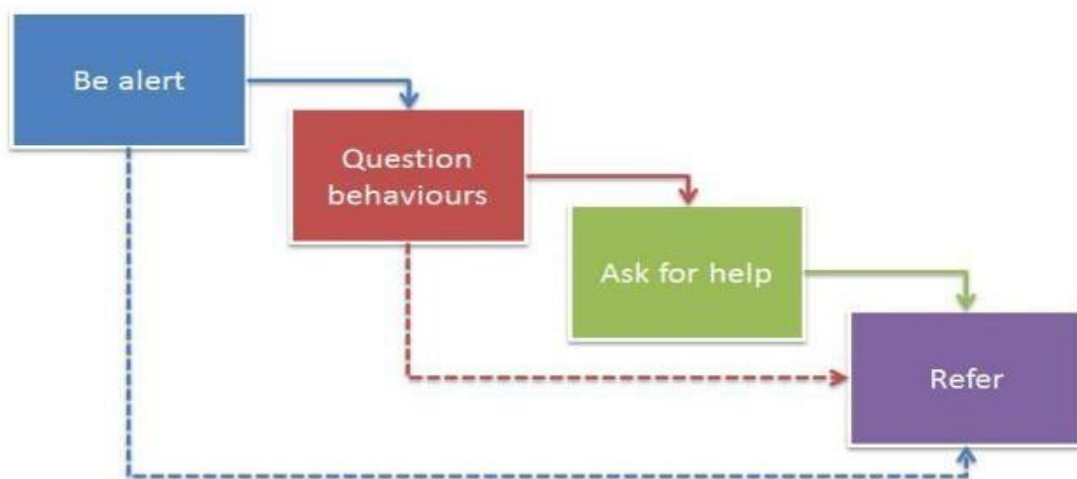 Be alert
Question
behaviours
Ask for help
Refer